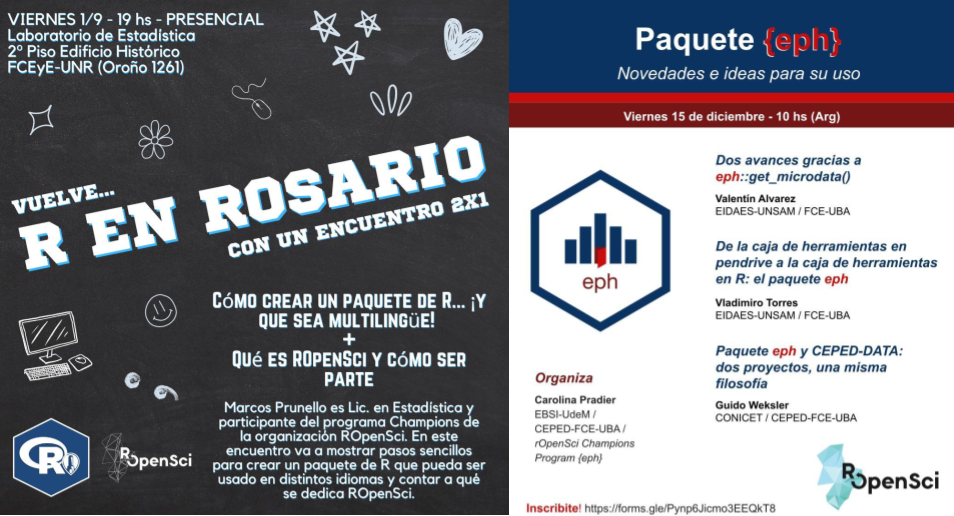 VIERNES 1/9 - 19 hs - PRESENCIAL
Laboratorio de Estadística
2º Piso Edificio Histórico
FCEyE-UNR (Oroño 1261)
VUELVE...
R EN ROSARIO
CON UN ENCUENTRO 2X1
CÓMO CREAR UN PAQUETE DE R... ¡Y
QUE SEA MULTILINGÜE!
+
QUÉ ES ROPENSCI Y CÓMO SER
PARTE
Marcos Prunello es Lic. en Estadística y
participante del programa Champions de
la organización ROpenSci. En este
encuentro va a mostrar pasos sencillos
para crear un paquete de R que pueda ser
usado en distintos idiomas y contar a qué
se dedica ROpenSci.
R
ROpenSci
Paquete {eph}
Novedades e ideas para su uso
Viernes 15 de diciembre - 10 hs (Arg)
eph
Dos avances gracias a
eph::get_microdata()
Valentín Alvarez
EIDAES-UNSAM / FCE-UBA
De la caja de herramientas en
pendrive a la caja de herramientas
en R: el paquete eph
Vladimiro Torres
EIDAES-UNSAM / FCE-UBA
Paquete eph y CEPED-DATA:
dos proyectos, una misma
filosofía
Guido Weksler
CONICET / CEPED-FCE-UBA
Organiza
Carolina Pradier
EBSI-UdeM /
CEPED-FCE-UBA /
rOpenSci Champions
Program {eph}
ROpenSci
Inscribite! https://forms.gle/Pynp6Jicmo3EEQkT8